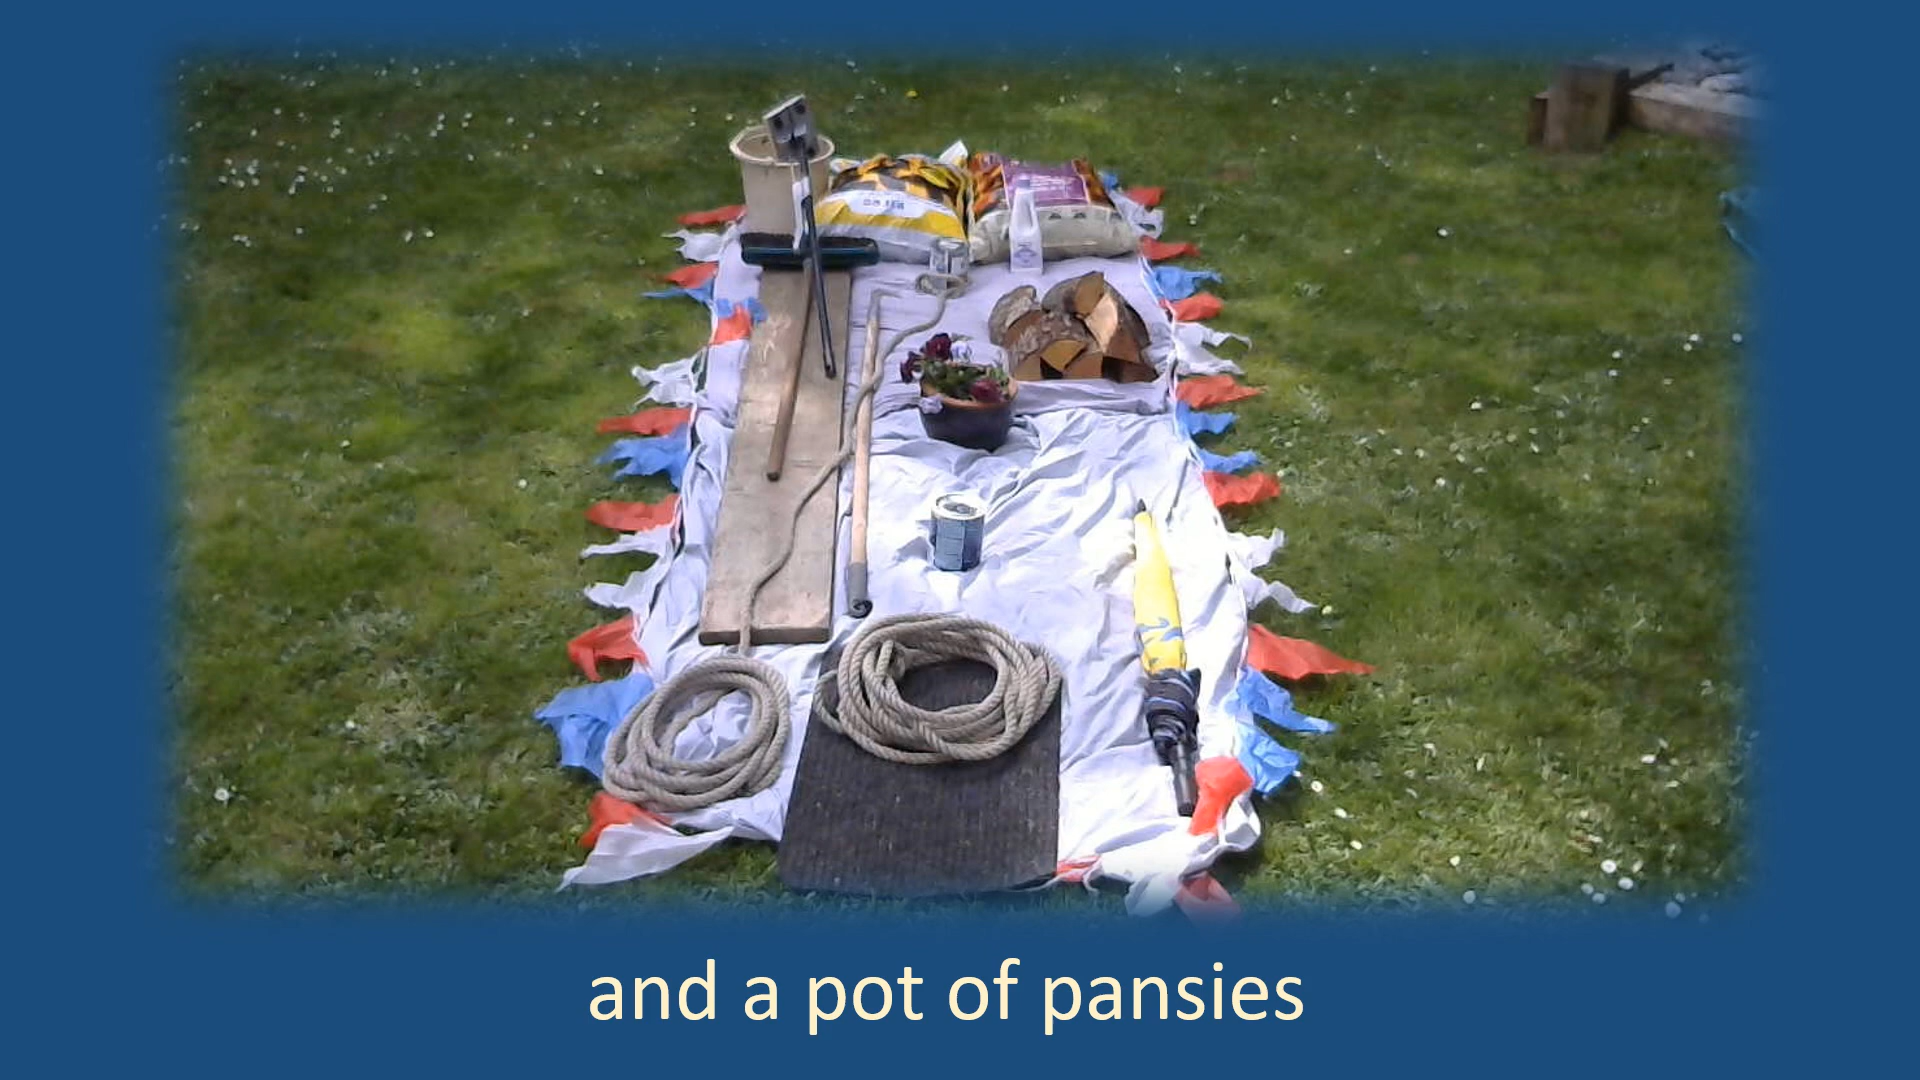 and a pot of pansies